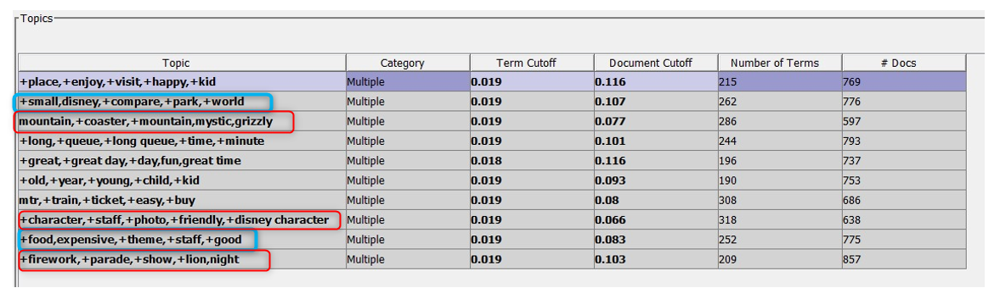 Topics
Topic Category Term Cutoff Document Cutoff Number of Terms # Docs
+place,+enjoy,+visit,+happy,+kid Multiple 0.019 0.116 215 769
+small,disney,+compare,+park,+world Multiple 0.019 0.107 262 776
mountain,+coaster,+mountain,mystic,grizzly Multiple 0.019 0.077 286 597
+long,+queue,+long queue,+time,+minute Multiple 0.019 0.101 244 793
+great,+great day,+day,fun,great time Multiple 0.018 0.116 196 737
+old,+year,+young,+child,+kid Multiple 0.019 0.093 190 753
mtr,+train,+ticket,+easy,+buy Multiple 0.019 0.08 308 686
+character,+staff,+photo,+friendly,+disney character Multiple 0.019 0.066 318 638
+food,expensive,+theme,+staff,+good Multiple 0.019 0.083 252 775
+firework,+parade,+show,+lion,night Multiple 0.019 0.103 209 857